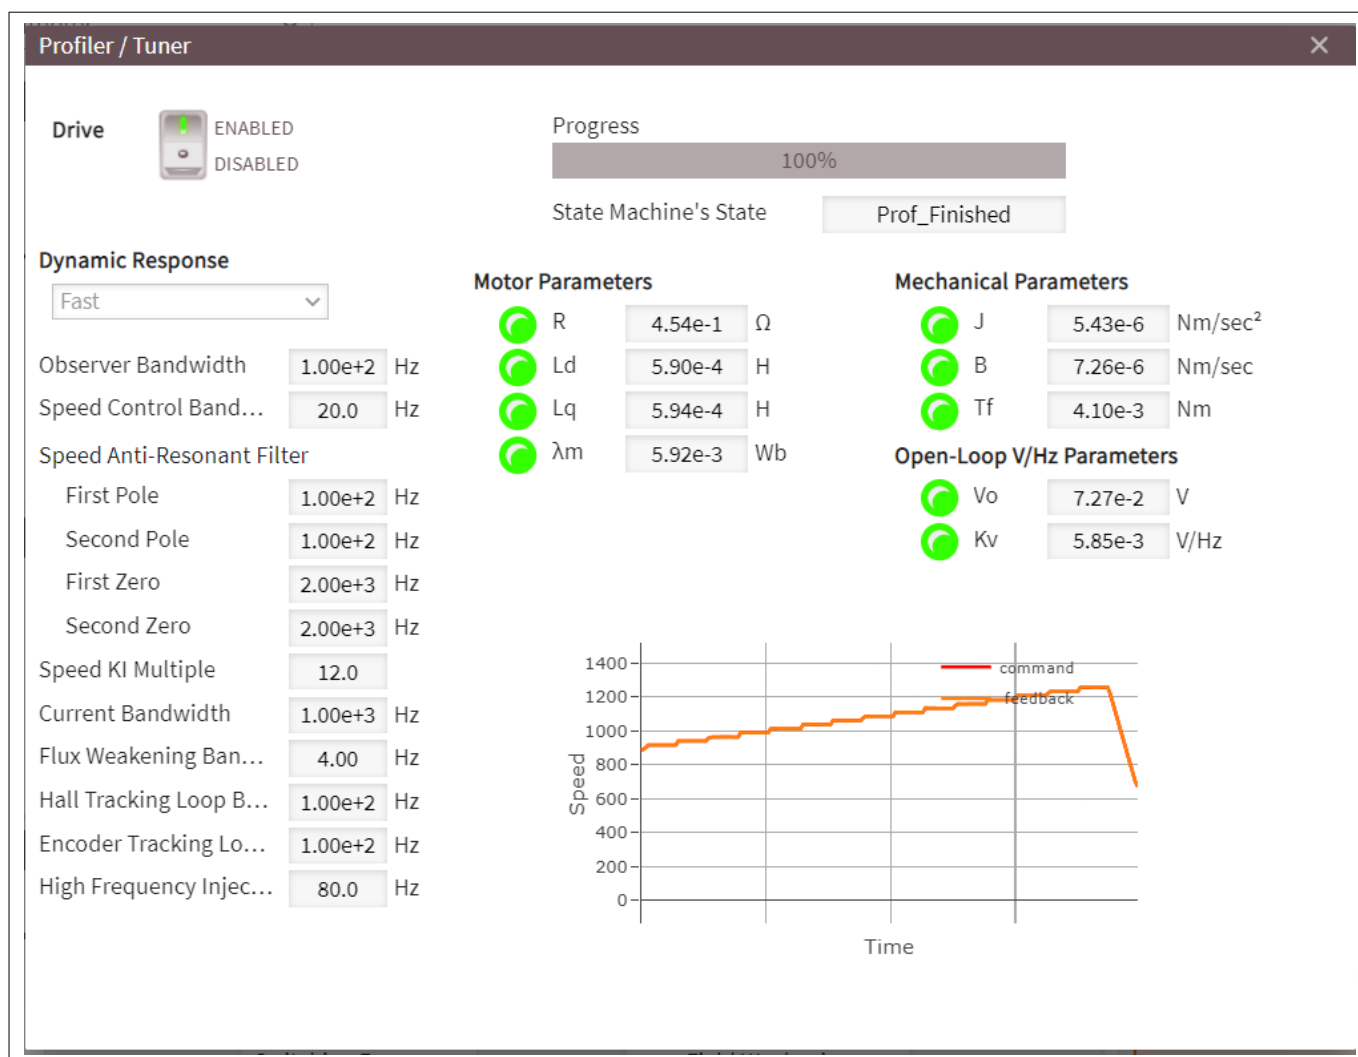 Profiler / Tuner ×
Drive
ENABLED
DISABLED
Progress
100%
State Machine's State Prof_Finished
Dynamic Response
Fast
Observer Bandwidth 1.00e+2 Hz
Speed Control Band... 20.0 Hz
Speed Anti-Resonant Filter
First Pole 1.00e+2 Hz
Second Pole 1.00e+2 Hz
First Zero 2.00e+3 Hz
Second Zero 2.00e+3 Hz
Speed KI Multiple 12.0
Current Bandwidth 1.00e+3 Hz
Flux Weakening Ban... 4.00 Hz
Hall Tracking Loop B... 1.00e+2 Hz
Encoder Tracking Lo... 1.00e+2 Hz
High Frequency Injec... 80.0 Hz
Motor Parameters
R 4.54e-1 Ω
Ld 5.90e-4 H
Lq 5.94e-4 H
λm 5.92e-3 Wb
Mechanical Parameters
J 5.43e-6 Nm/sec²
B 7.26e-6 Nm/sec
Tf 4.10e-3 Nm
Open-Loop V/Hz Parameters
Vo 7.27e-2 V
Kv 5.85e-3 V/Hz
command
feedback
1400
1200
1000
800
600
400
200
0
Speed
Time